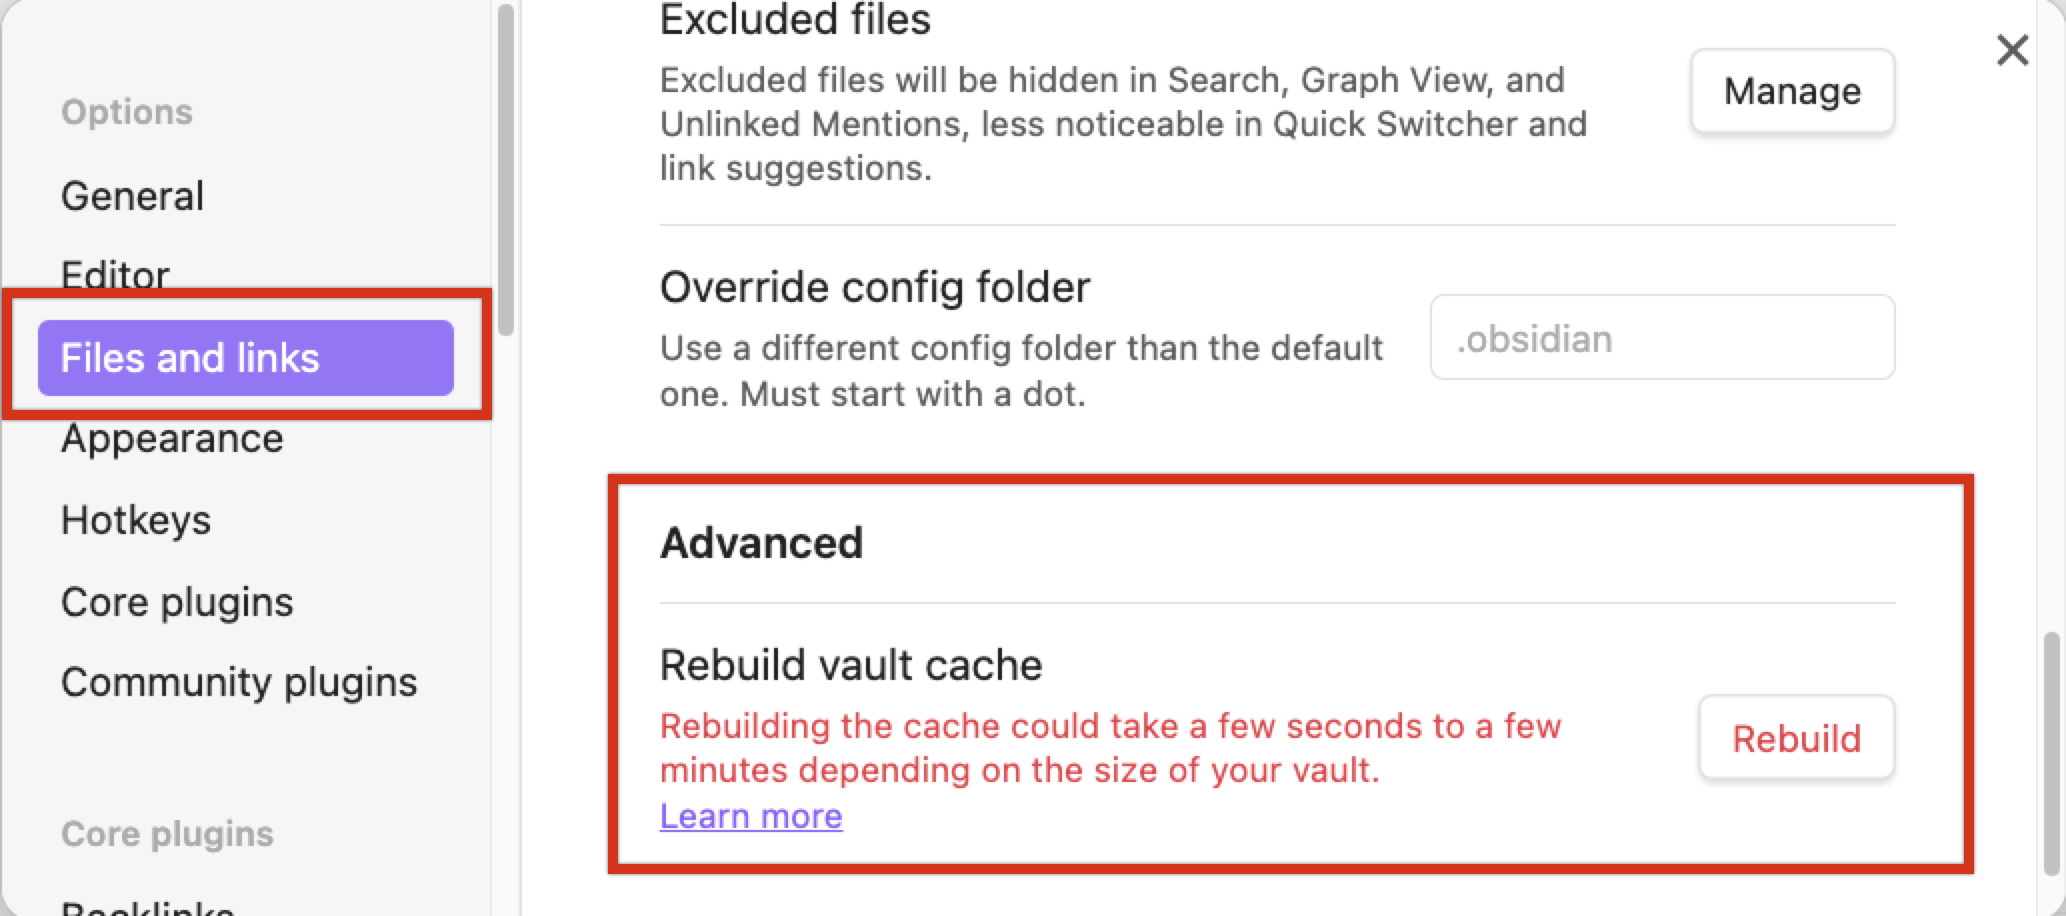 Options
General
Editor
Files and links
Appearance
Hotkeys
Core plugins
Community plugins
Core plugins
Backlinks
Excluded files
Excluded files will be hidden in Search, Graph View, and
Unlinked Mentions, less noticeable in Quick Switcher and
link suggestions.
Manage
Override config folder
Use a different config folder than the default
one. Must start with a dot.
.obsidian
Advanced
Rebuild vault cache
Rebuilding the cache could take a few seconds to a few
minutes depending on the size of your vault.
Learn more
Rebuild